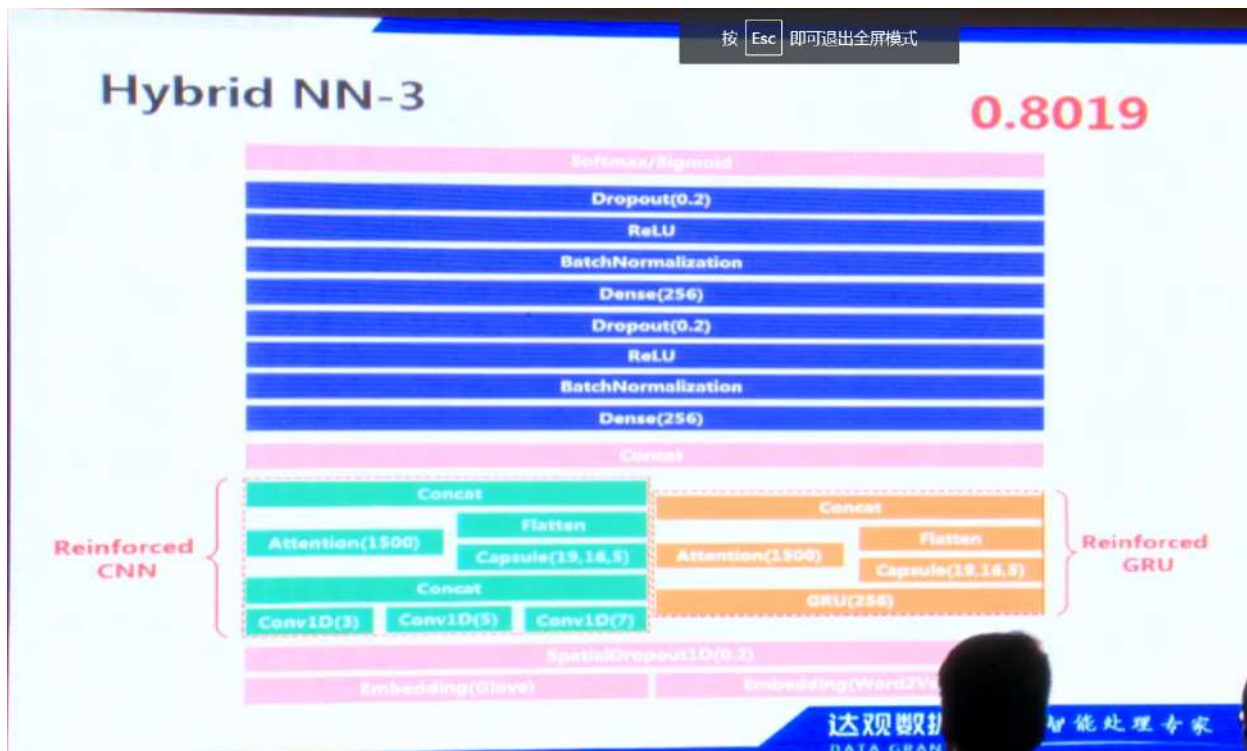 按 Esc 即可退出全屏模式
Hybrid NN-3
0.8019
Softmax/Sigmoid
Dropout(0.2)
ReLU
BatchNormalization
Dense(256)
Dropout(0.2)
ReLU
BatchNormalization
Dense(256)
Concat
Concat
Concat
Flatten
Flatten
Attention(1500)
Attention(1500)
Reinforced CNN
Reinforced GRU
Capsule(19,16,5)
Capsule(19,16,5)
Concat
GRU(256)
Conv1D(3) Conv1D(5) Conv1D(7)
SpatialDropout1D(0.2)
Embedding(Glove)
达观数
智能处理专家
DATA GRAN